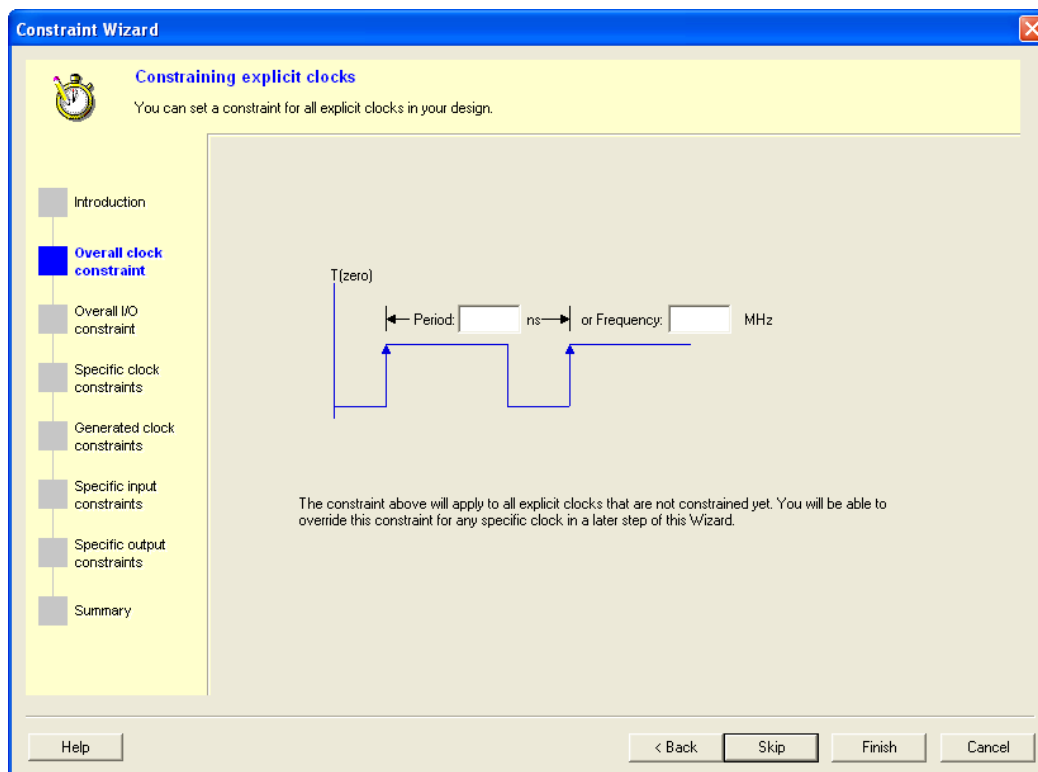 Constraint Wizard
Constraining explicit clocks
You can set a constraint for all explicit clocks in your design.
Introduction
Overall clock
constraint
Overall I/O
constraint
Specific clock
constraints
Generated clock
constraints
Specific input
constraints
Specific output
constraints
Summary
T(zero)
Period: ns or Frequency: MHz
The constraint above will apply to all explicit clocks that are not constrained yet. You will be able to
override this constraint for any specific clock in a later step of this Wizard.
Help < Back Skip Finish Cancel